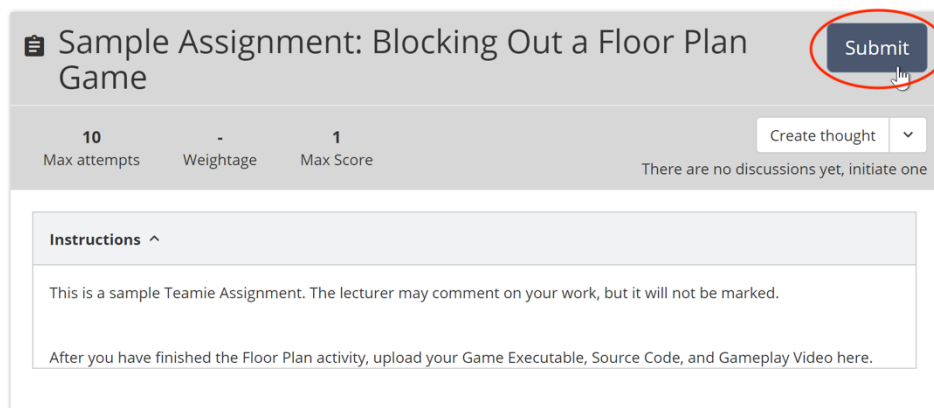 Sample Assignment: Blocking Out a Floor Plan
Game
Submit
10
Max attempts
-
Weightage
1
Max Score
Create thought
There are no discussions yet, initiate one
Instructions
This is a sample Teamie Assignment. The lecturer may comment on your work, but it will not be marked.
After you have finished the Floor Plan activity, upload your Game Executable, Source Code, and Gameplay Video here.